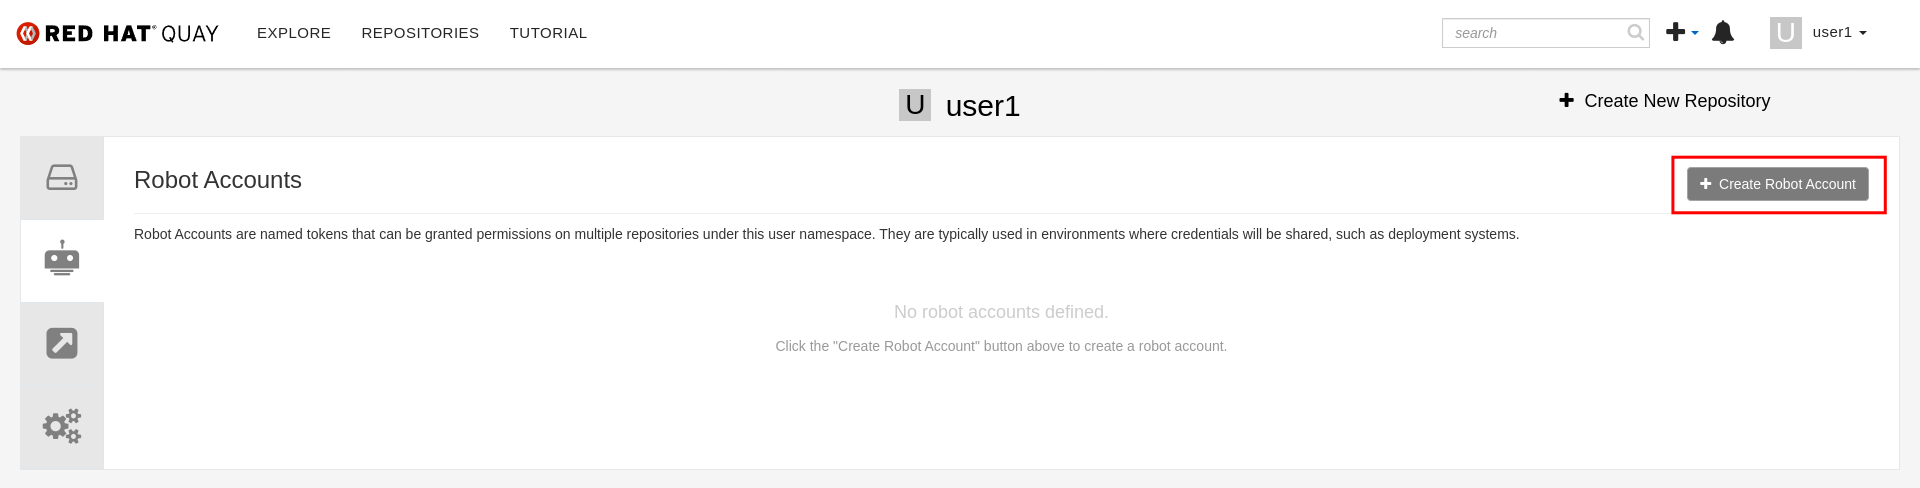 RED HAT® QUAY EXPLORE REPOSITORIES TUTORIAL search U user1
U user1 Create New Repository
Robot Accounts Create Robot Account
Robot Accounts are named tokens that can be granted permissions on multiple repositories under this user namespace. They are typically used in environments where credentials will be shared, such as deployment systems.
No robot accounts defined.
Click the "Create Robot Account" button above to create a robot account.